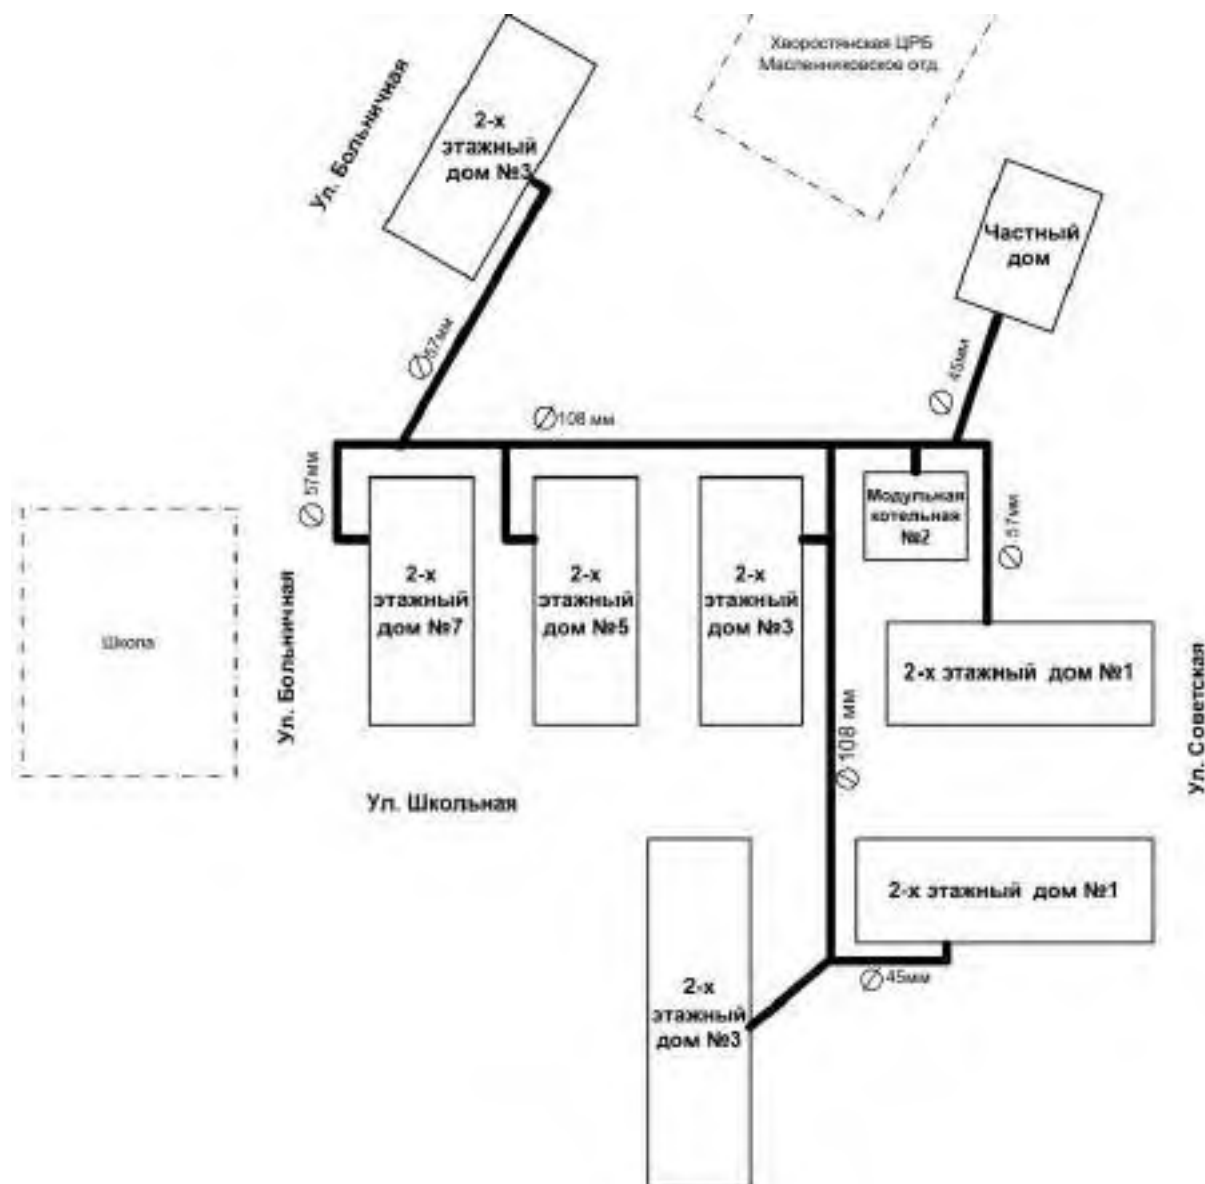 Хворостянская ЦРБ
Масленниковское отд.
Ул. Больничная
2-х
этажный
дом №3
Частный
дом
57мм
45мм
108 мм
57мм
57мм
Модульная
котельная
№2
2-х
этажный
дом №7
2-х
этажный
дом №5
2-х
этажный
дом №3
Школа
Ул. Больничная
2-х этажный дом №1
Ул. Советская
108 мм
Ул. Школьная
2-х этажный дом №1
45мм
2-х
этажный
дом №3